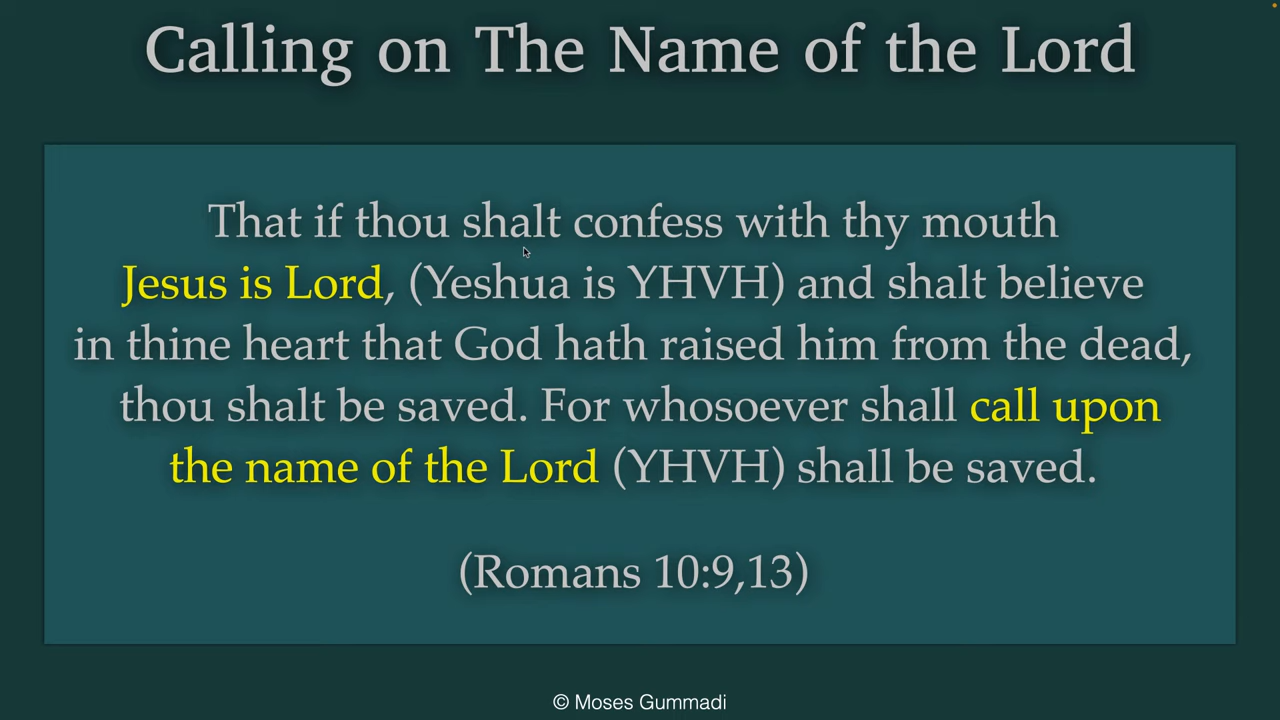 Calling on The Name of the Lord
That if thou shalt confess with thy mouth
Jesus is Lord, (Yeshua is YHVH) and shalt believe
in thine heart that God hath raised him from the dead,
thou shalt be saved. For whosoever shall call upon
the name of the Lord (YHVH) shall be saved.
(Romans 10:9,13)
© Moses Gummadi